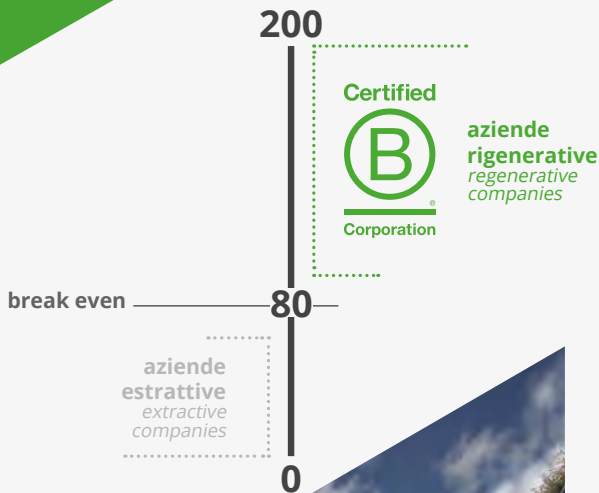 200
Certified
B
®
Corporation
aziende
rigenerative
regenerative
companies
break even
80
aziende
estrattive
extractive
companies
0